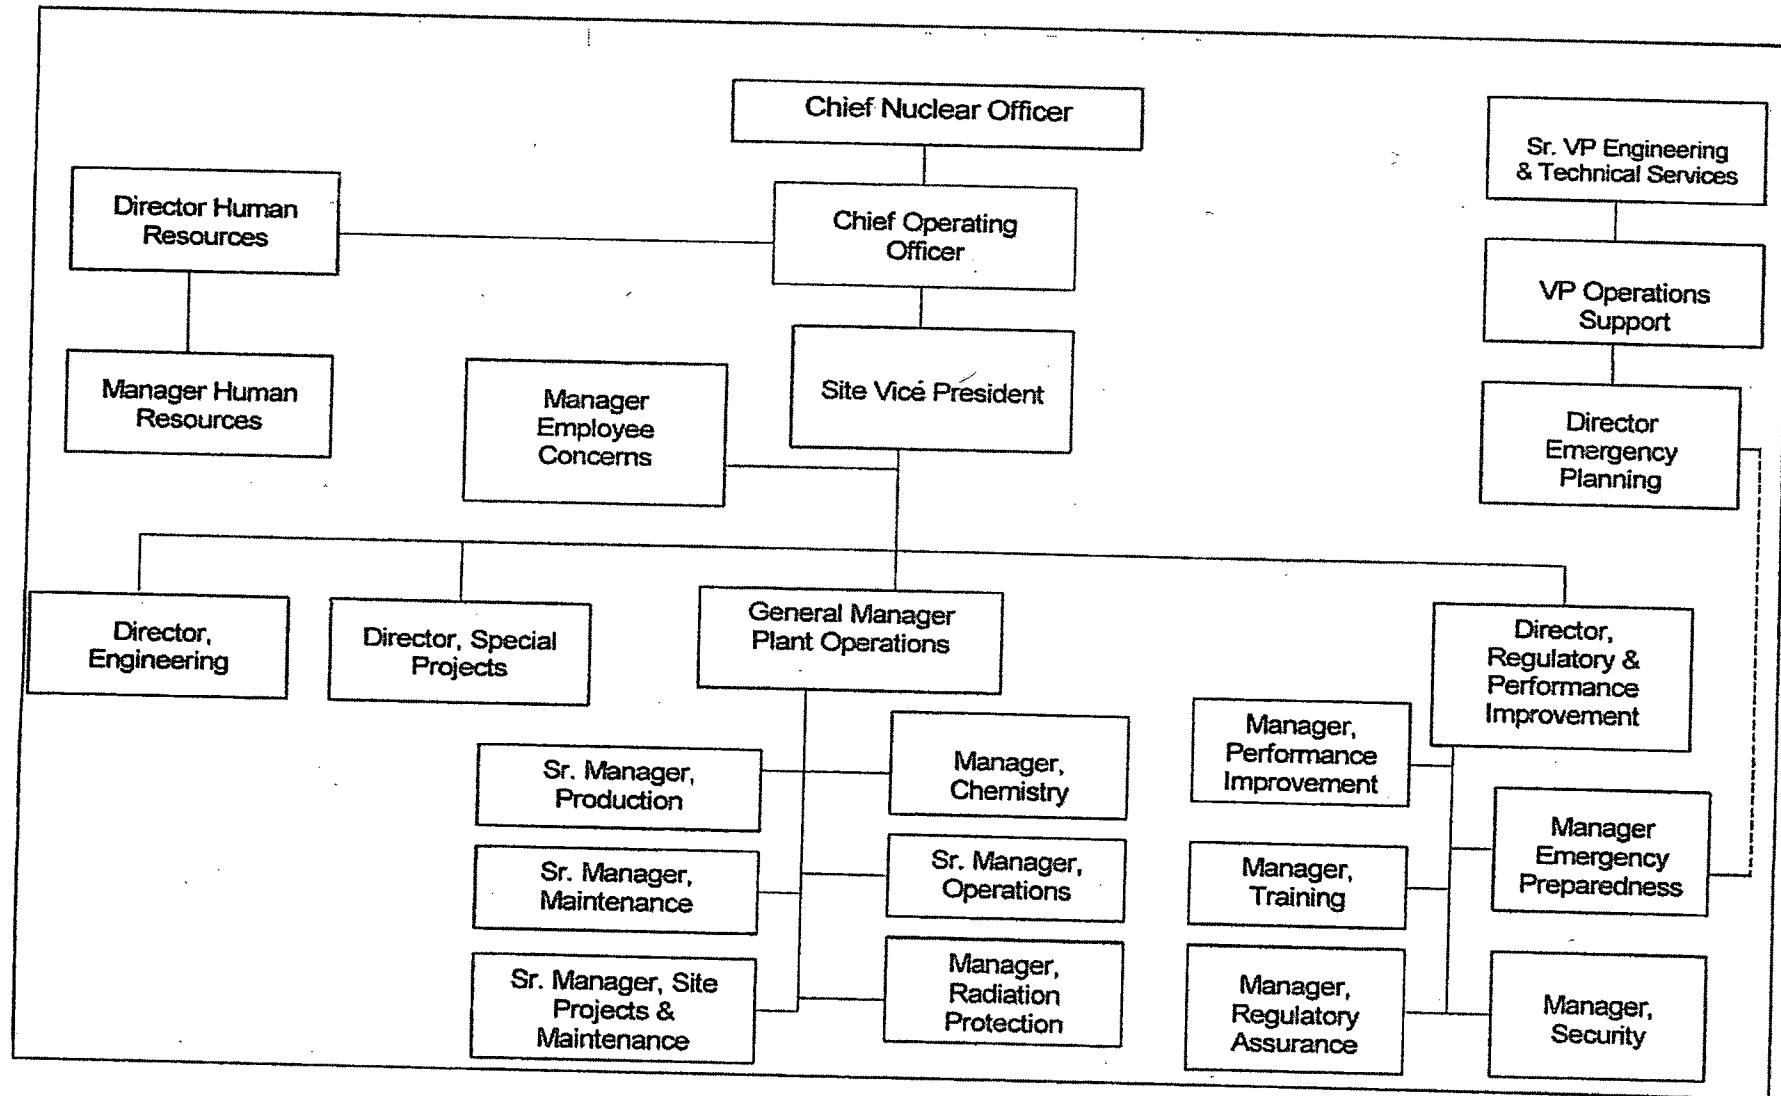 Chief Nuclear Officer
Sr. VP Engineering
& Technical Services
Director Human
Resources
Chief Operating
Officer
VP Operations
Support
Manager Human
Resources
Manager
Employee
Concerns
Site Vice President
Director
Emergency
Planning
Director,
Engineering
Director, Special
Projects
General Manager
Plant Operations
Director,
Regulatory &
Performance
Improvement
Sr. Manager,
Production
Manager,
Chemistry
Manager,
Performance
Improvement
Manager
Emergency
Preparedness
Sr. Manager,
Maintenance
Sr. Manager,
Operations
Manager,
Training
Sr. Manager, Site
Projects &
Maintenance
Manager,
Radiation
Protection
Manager,
Regulatory
Assurance
Manager,
Security